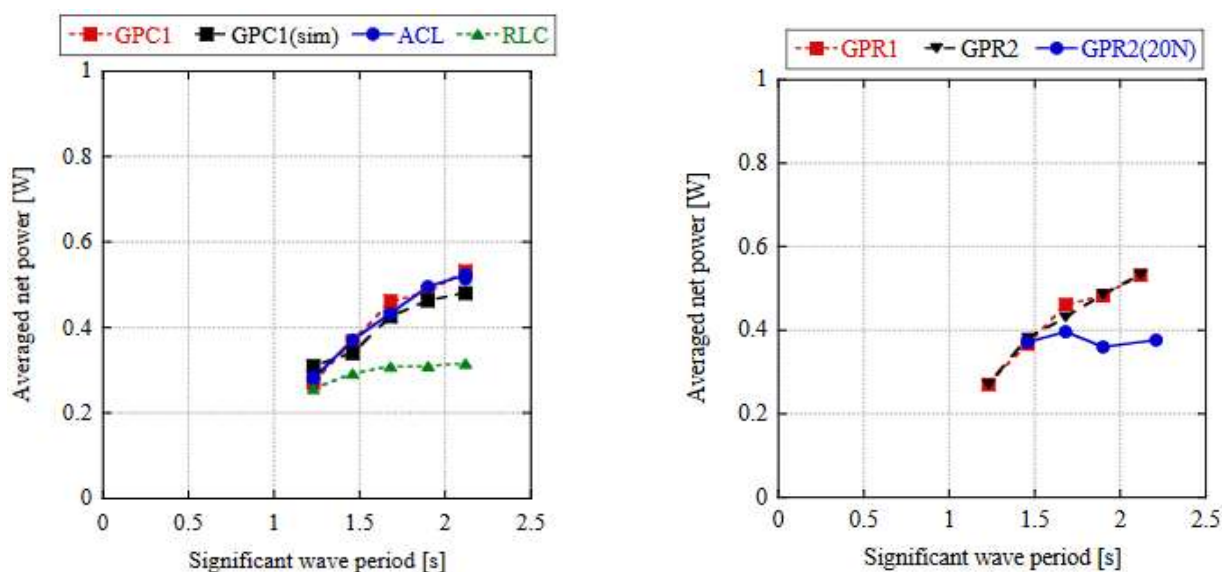 GPC1 GPC1(sim) ACL RLC
1
0.8
0.6
0.4
0.2
0
Averaged net power [W]
0 0.5 1 1.5 2 2.5
Significant wave period [s]
GPR1 GPR2 GPR2(20N)
1
0.8
0.6
0.4
0.2
0
Averaged net power [W]
0 0.5 1 1.5 2 2.5
Significant wave period [s]